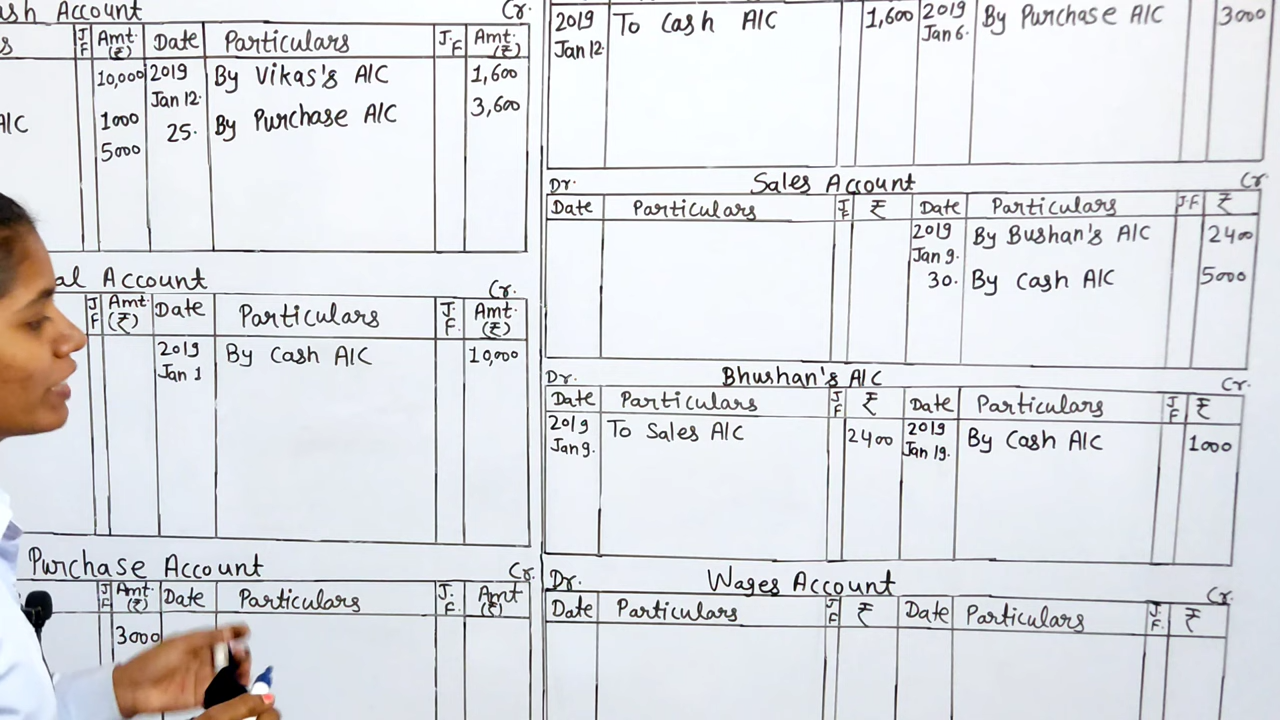 sh Account Cr.
s J F Amt. (₹) Date Particulars J.F Amt. (₹)
10,000 2019 Jan 12. By Vikas's A/C 1,600
A/C 1000 25. By Purchase A/C 3,600
5000
al Account Cr.
J F Amt. (₹) Date Particulars J. F. Amt. (₹)
2019 Jan 1 By Cash A/C 10,000
Purchase Account Cr.
J F Amt. (₹) Date Particulars J. F. Amt (₹)
3000
2019 Jan 12 To Cash A/C 1,600 2019 Jan 6. By Purchase A/C 3000
Dr. Sales Account Cr.
Date Particulars J F ₹ Date Particulars J.F ₹
2019 Jan 9. By Bushan's A/C 2400
30. By Cash A/C 5000
Dr. Bhushan's A/C Cr.
Date Particulars J F ₹ Date Particulars J F ₹
2019 Jan 9. To Sales A/C 2400 2019 Jan 19. By Cash A/C 1000
Dr. Wages Account Cr.
Date Particulars J F ₹ Date Particulars J F. ₹